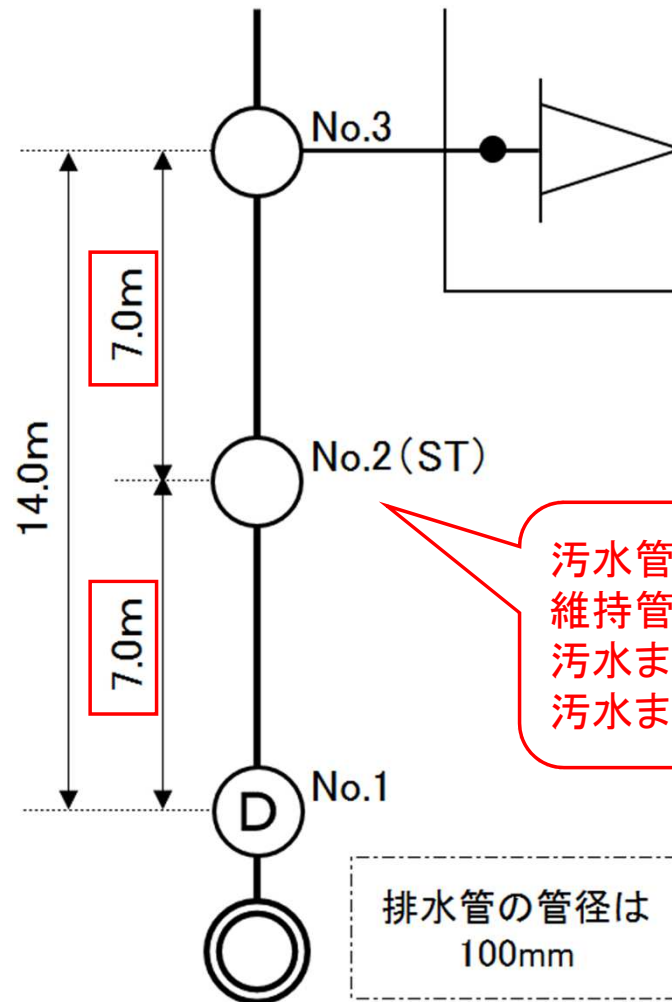 No.3
7.0m
14.0m
No.2(ST)
汚水管
維持管
汚水ま
汚水ま
7.0m
No.1
D
排水管の管径は
100mm